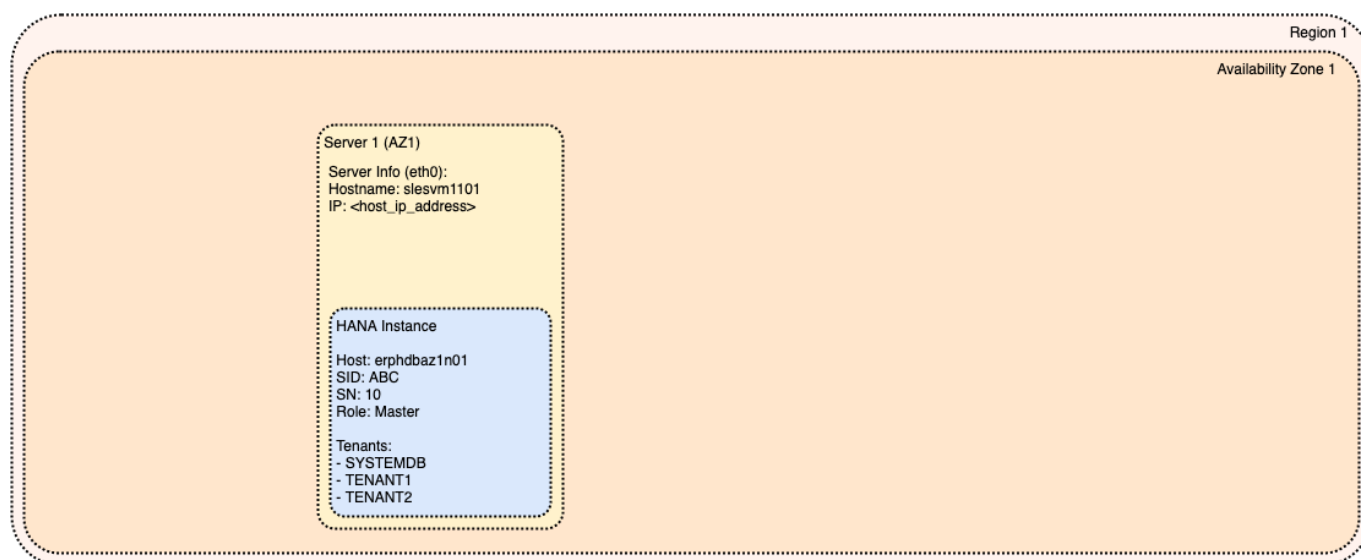 Region 1
Availability Zone 1
Server 1 (AZ1)
Server Info (eth0):
Hostname: slesvm1101
IP: <host_ip_address>
HANA Instance
Host: erphdbaz1n01
SID: ABC
SN: 10
Role: Master
Tenants:
- SYSTEMDB
- TENANT1
- TENANT2